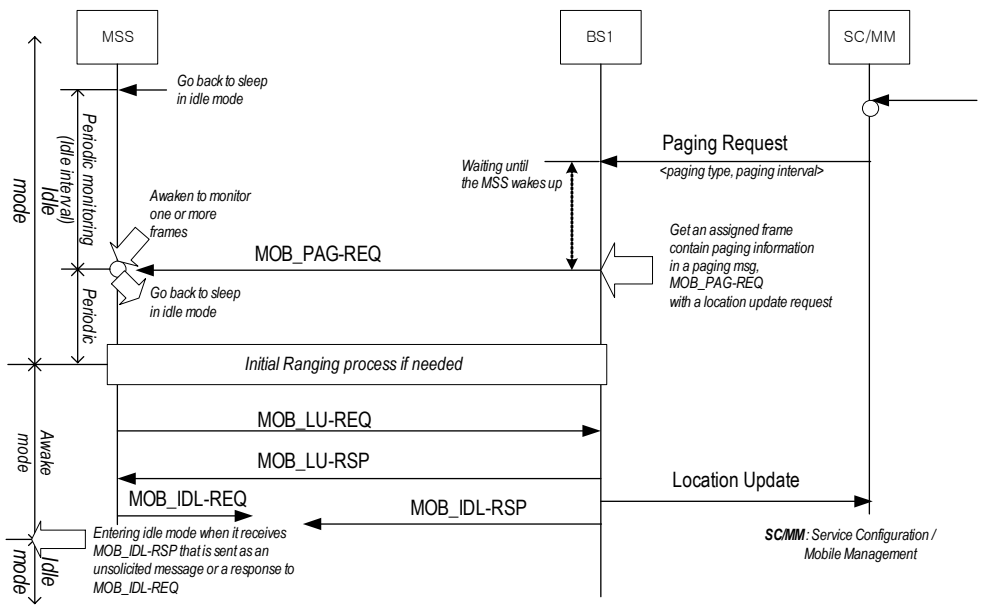 MSS
BS1
SC/MM
Go back to sleep
in idle mode
Paging Request
<paging type, paging interval>
Waiting until
the MSS wakes up
Idle
mode
Periodic monitoring
(Idle interval)
Awaken to monitor
one or more
frames
MOB_PAG-REQ
Get an assigned frame
contain paging information
in a paging msg,
MOB_PAG-REQ
with a location update request
Go back to sleep
in idle mode
Periodic
Initial Ranging process if needed
Awake
mode
MOB_LU-REQ
MOB_LU-RSP
Location Update
MOB_IDL-REQ
MOB_IDL-RSP
Entering idle mode when it receives
MOB_IDL-RSP that is sent as an
unsolicited message or a response to
MOB_IDL-REQ
SC/MM: Service Configuration /
Mobile Management
Idle
mode